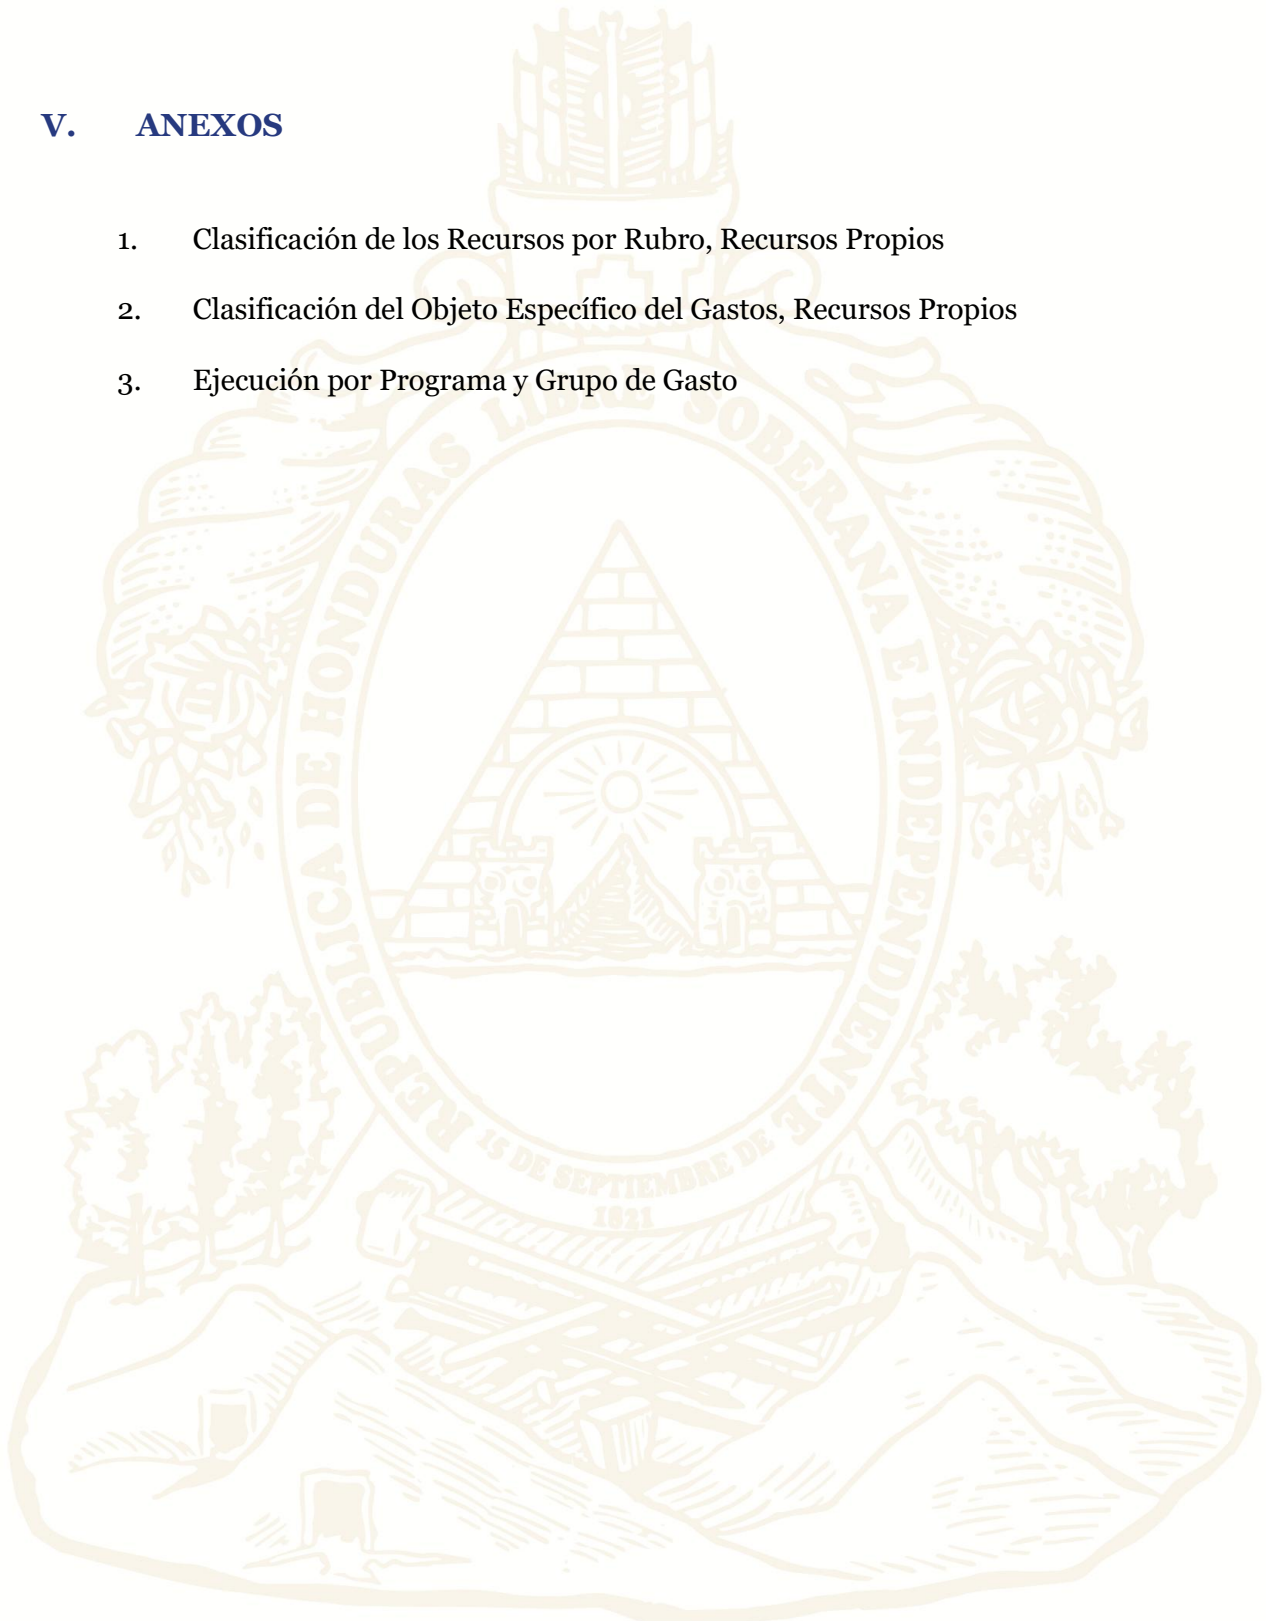 V. ANEXOS
1. Clasificación de los Recursos por Rubro, Recursos Propios
2. Clasificación del Objeto Específico del Gastos, Recursos Propios
3. Ejecución por Programa y Grupo de Gasto
REPUBLICA DE HONDURAS LIBRE SOBERANA E INDEPENDIENTE
15 DE SEPTIEMBRE DE
1821